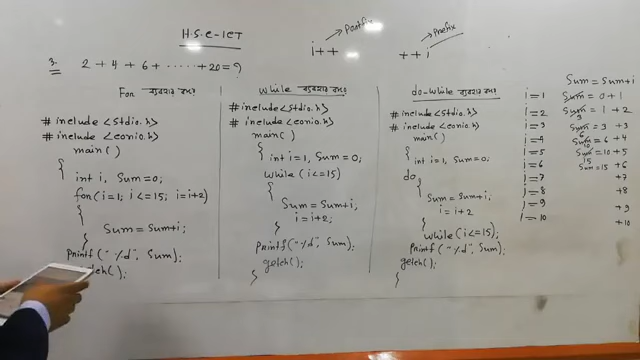 H.S.C-ICT
i++ → Postfix
++i → Prefix
3. 2 + 4 + 6 + ...... + 20 = ?
For ব্যবহার করে
#include <stdio.h>
#include <conio.h>
main()
{
int i, Sum=0;
for(i=1; i<=15; i=i+2)
{
Sum = Sum+i;
}
Printf("%d", Sum);
getch();
While ব্যবহার করে
#include<stdio.h>
#include <conio.h>
main()
{
int i=1, Sum=0;
While (i<=15)
{
Sum = Sum+i;
i=i+2;
}
Printf("%d", Sum);
getch();
}
do-while ব্যবহার করে
#include<stdio.h>
#include <conio.h>
main()
{
int i=1, Sum=0;
do
{
Sum = Sum+i;
i=i+2
} While(i<=15);
Printf("%d", Sum);
getch();
}
i=1
i=2
i=3
i=4
i=5
i=6
i=7
i=8
i=9
i=10
Sum = Sum+i
Sum = 0+1
Sum = 1+2
Sum = 3+3
Sum = 6+4
Sum = 10+5
Sum = 15+6
+7
+8
+9
+10